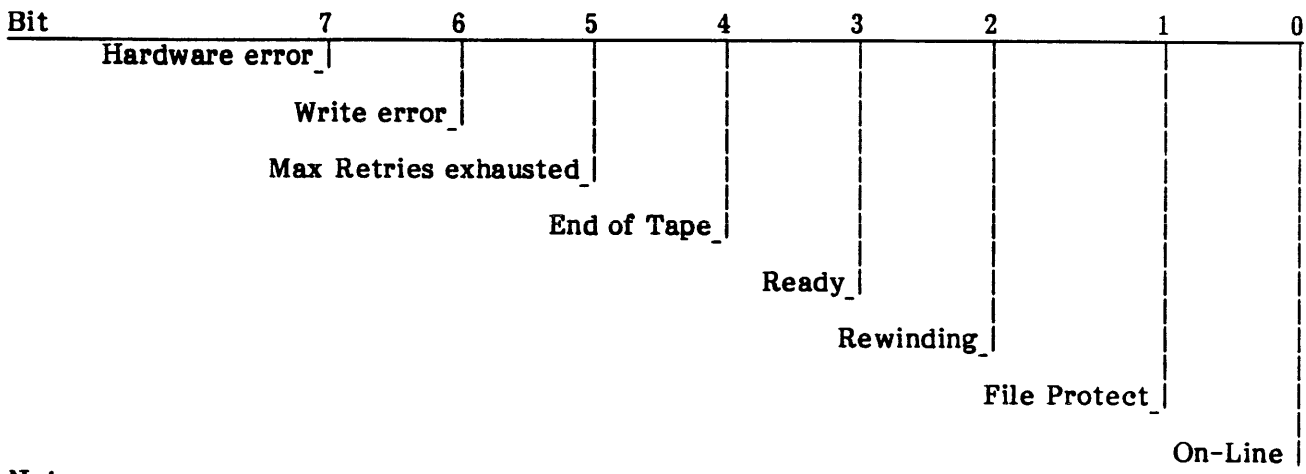 Bit 7 6 5 4 3 2 1 0
Hardware error
Write error
Max Retries exhausted
End of Tape
Ready
Rewinding
File Protect
On-Line